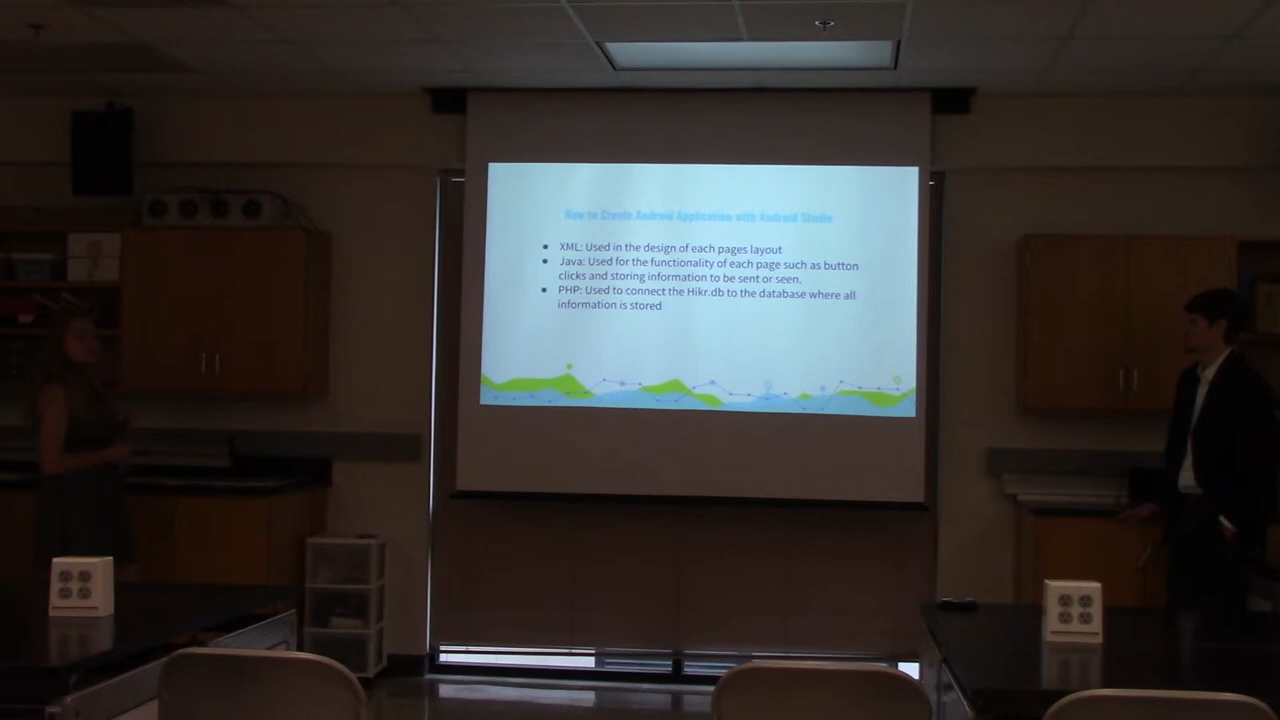 How to Create Android Application with Android Studio
● XML: Used in the design of each pages layout
● Java: Used for the functionality of each page such as button
clicks and storing information to be sent or seen.
● PHP: Used to connect the Hikr.db to the database where all
information is stored